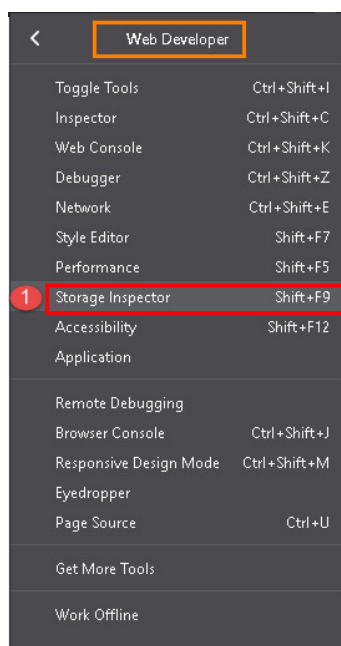 Web Developer
Toggle Tools Ctrl+Shift+I
Inspector Ctrl+Shift+C
Web Console Ctrl+Shift+K
Debugger Ctrl+Shift+Z
Network Ctrl+Shift+E
Style Editor Shift+F7
Performance Shift+F5
1 Storage Inspector Shift+F9
Accessibility Shift+F12
Application
Remote Debugging
Browser Console Ctrl+Shift+J
Responsive Design Mode Ctrl+Shift+M
Eyedropper
Page Source Ctrl+U
Get More Tools
Work Offline